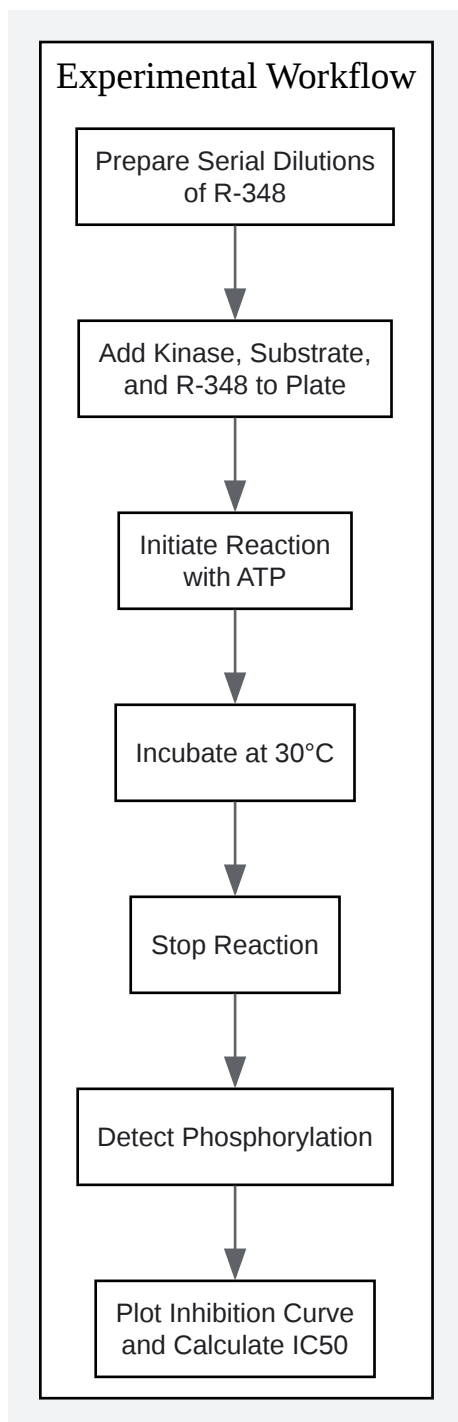 Experimental Workflow
Prepare Serial Dilutions
of R-348
Add Kinase, Substrate,
and R-348 to Plate
Initiate Reaction
with ATP
Incubate at 30°C
Stop Reaction
Detect Phosphorylation
Plot Inhibition Curve
and Calculate IC50